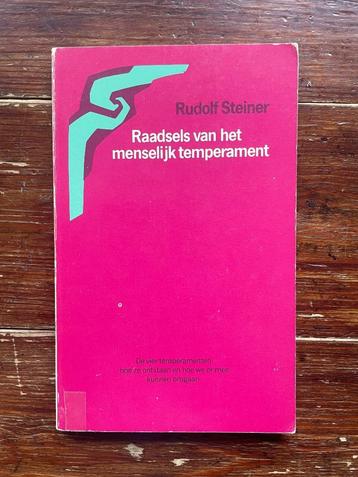 Rudolf Steiner
Raadsels van het
menselijk temperament
De vier temperamenten:
hoe ze ontstaan en hoe we er mee
kunnen omgaan